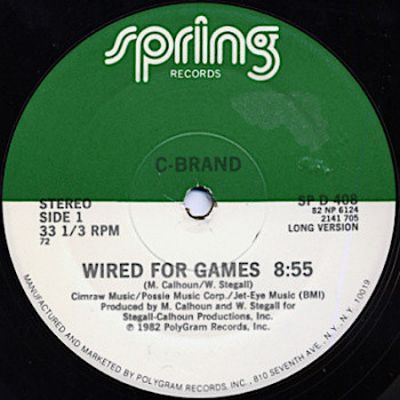 spring
RECORDS
C-BRAND
STEREO
SIDE 1
33 1/3 RPM
72
SP D 408
82 NP 6124
2141 705
LONG VERSION
WIRED FOR GAMES 8:55
(M. Calhoun/W. Stegall)
Cimraw Music/Possie Music Corp./Jet-Eye Music (BMI)
Produced by M. Calhoun and W. Stegall for
Stegall-Calhoun Productions, Inc.
℗ 1982 PolyGram Records, Inc.
MANUFACTURED AND MARKETED BY POLYGRAM RECORDS, INC., 810 SEVENTH AVE., N.Y., N.Y. 10019